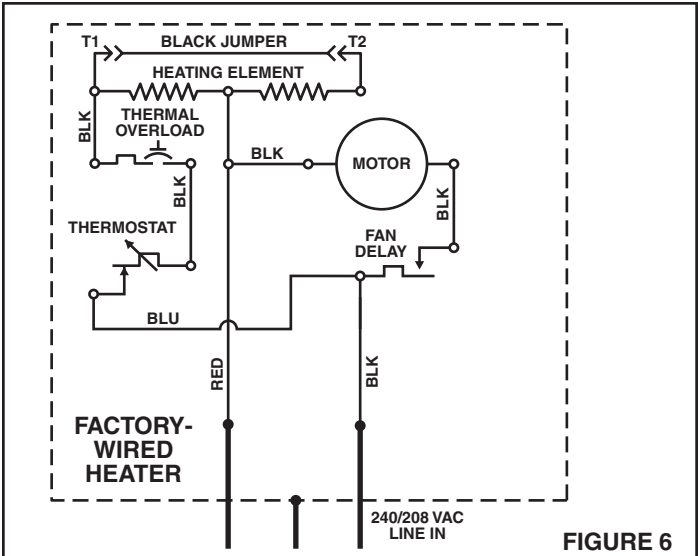 T1
BLACK JUMPER
T2
HEATING ELEMENT
BLK
THERMAL
OVERLOAD
BLK
MOTOR
BLK
BLK
THERMOSTAT
FAN
DELAY
BLU
RED
BLK
FACTORY-
WIRED
HEATER
240/208 VAC
LINE IN
FIGURE 6